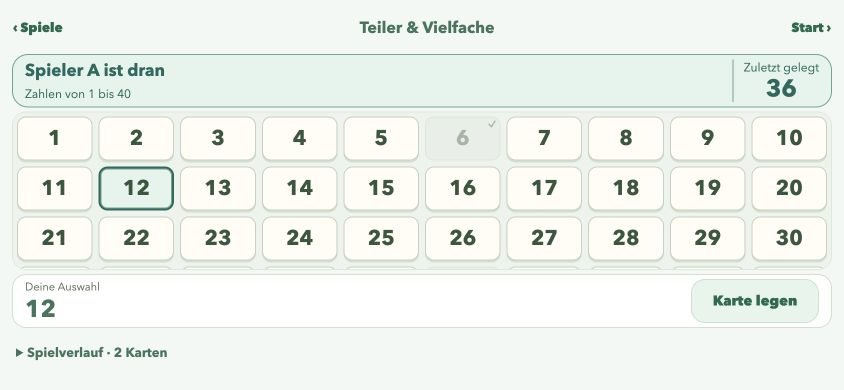 ‹ Spiele
Teiler & Vielfache
Start ›
Spieler A ist dran
Zahlen von 1 bis 40
Zuletzt gelegt
36
1 2 3 4 5 6 7 8 9 10
11 12 13 14 15 16 17 18 19 20
21 22 23 24 25 26 27 28 29 30
Deine Auswahl
12
Karte legen
Spielverlauf · 2 Karten